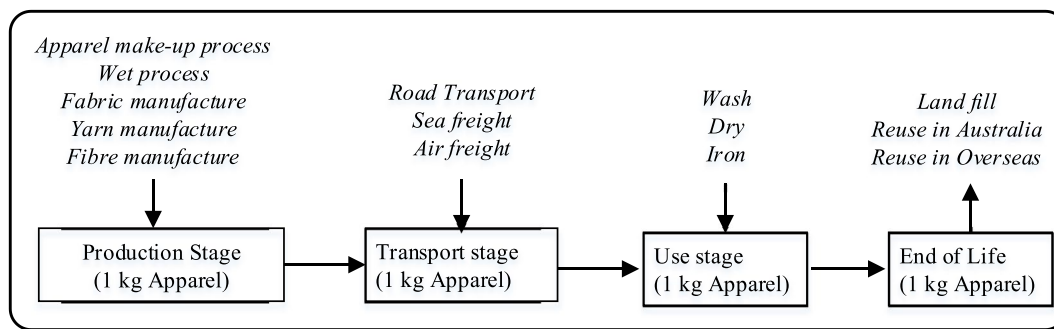 Apparel make-up process
Wet process
Fabric manufacture
Yarn manufacture
Fibre manufacture
Road Transport
Sea freight
Air freight
Wash
Dry
Iron
Land fill
Reuse in Australia
Reuse in Overseas
Production Stage
(1 kg Apparel)
Transport stage
(1 kg Apparel)
Use stage
(1 kg Apparel)
End of Life
(1 kg Apparel)